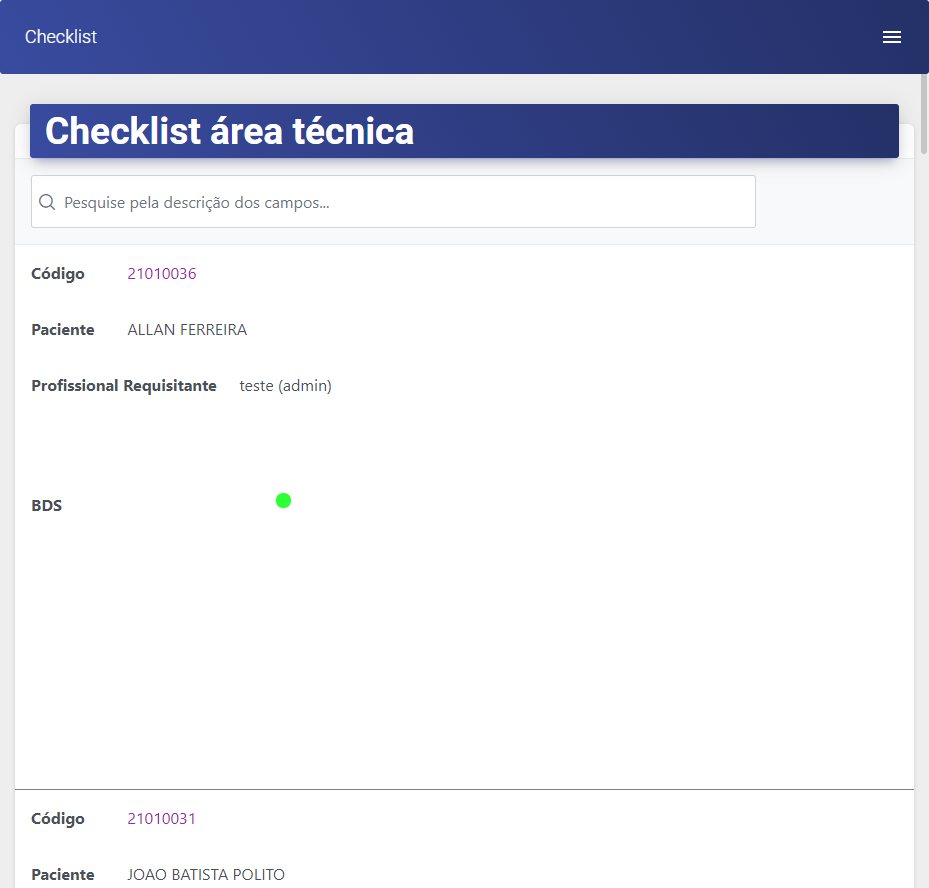 Checklist
Checklist área técnica
Pesquise pela descrição dos campos...
Código 21010036
Paciente ALLAN FERREIRA
Profissional Requisitante teste (admin)
BDS
Código 21010031
Paciente JOAO BATISTA POLITO